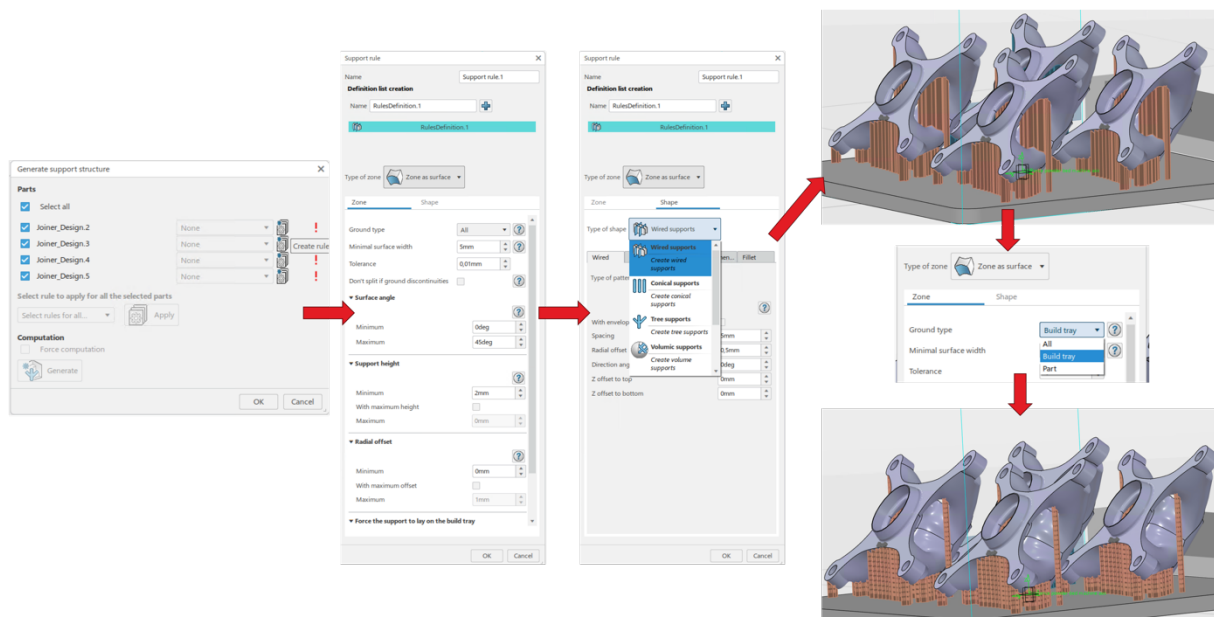 Generate support structure
Parts
Select all
Joiner_Design.2 None
Joiner_Design.3 None Create rule
Joiner_Design.4 None
Joiner_Design.5 None
Select rule to apply for all the selected parts
Select rules for all... Apply
Computation
Force computation
Generate
OK Cancel
Support rule
Name Support rule.1
Definition list creation
Name RulesDefinition.1
RulesDefinition.1
Type of zone Zone as surface
Zone Shape
Ground type All
Minimal surface width 5mm
Tolerance 0,01mm
Don't split if ground discontinuities
Surface angle
Minimum 0deg
Maximum 45deg
Support height
Minimum 2mm
With maximum height
Maximum 0mm
Radial offset
Minimum 0mm
With maximum offset
Maximum 1mm
Force the support to lay on the build tray
OK Cancel
Support rule
Name Support rule.1
Definition list creation
Name RulesDefinition.1
RulesDefinition.1
Type of zone Zone as surface
Zone Shape
Type of shape Wired supports
Wired Fillet
Wired supports
Create wired
supports
Type of
Conical supports
Create conical
supports
With
Tree supports
Create tree supports
Spacing
Radial offset 0,5mm
Volumic supports
Create volume
supports
Direction
Z offset to top 0mm
Z offset to bottom 0mm
OK Cancel
Type of zone Zone as surface
Zone Shape
Ground type Build tray
All
Build tray
Part
Minimal surface width
Tolerance